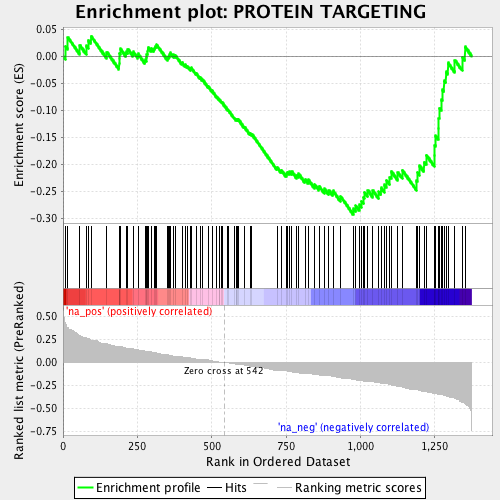 Enrichment plot: PROTEIN TARGETING
Enrichment score (ES)
0.05
0.00
-0.05
-0.10
-0.15
-0.20
-0.25
-0.30
'na_pos' (positively correlated)
Ranked list metric (PreRanked)
0.50
0.25
0.00
-0.25
-0.50
-0.75
Zero cross at 542
'na_neg' (negatively correlated)
0
250
500
750
1,000
1,250
Rank in Ordered Dataset
Enrichment profile
Hits
Ranking metric scores